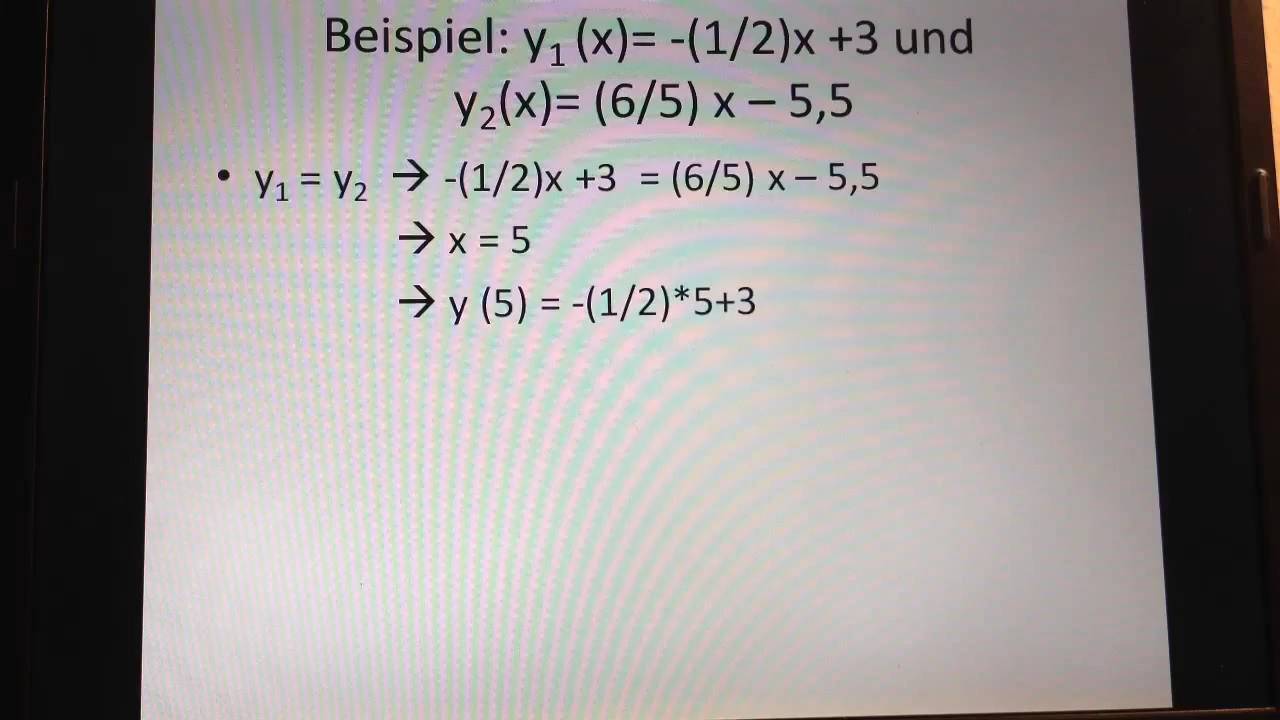 Beispiel: y₁ (x)= -(1/2)x +3 und
y₂(x)= (6/5) x – 5,5
• y₁ = y₂ → -(1/2)x +3 = (6/5) x – 5,5
→ x = 5
→ y (5) = -(1/2)*5+3